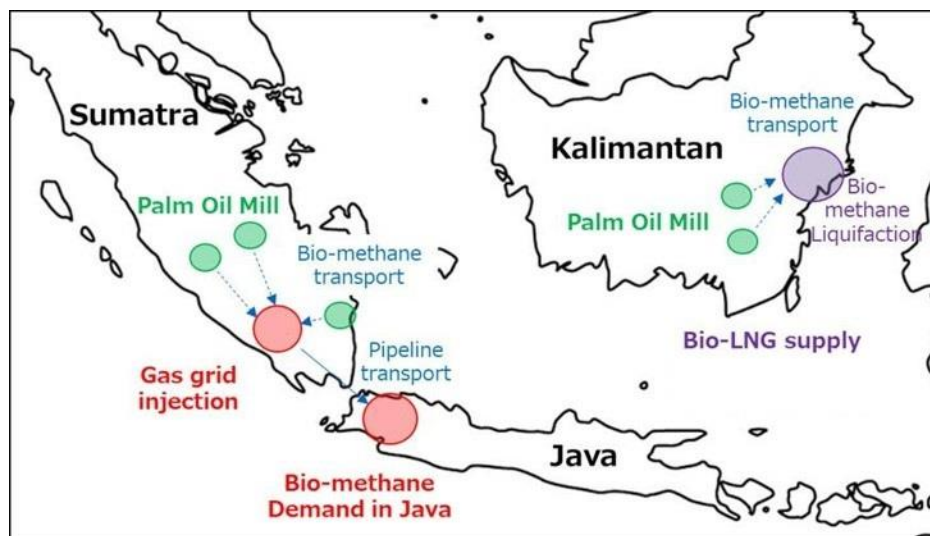 Sumatra
Palm Oil Mill
Bio-methane
transport
Gas grid
injection
Pipeline
transport
Bio-methane
Demand in Java
Java
Kalimantan
Bio-methane
transport
Palm Oil Mill
Bio-
methane
Liquifaction
Bio-LNG supply